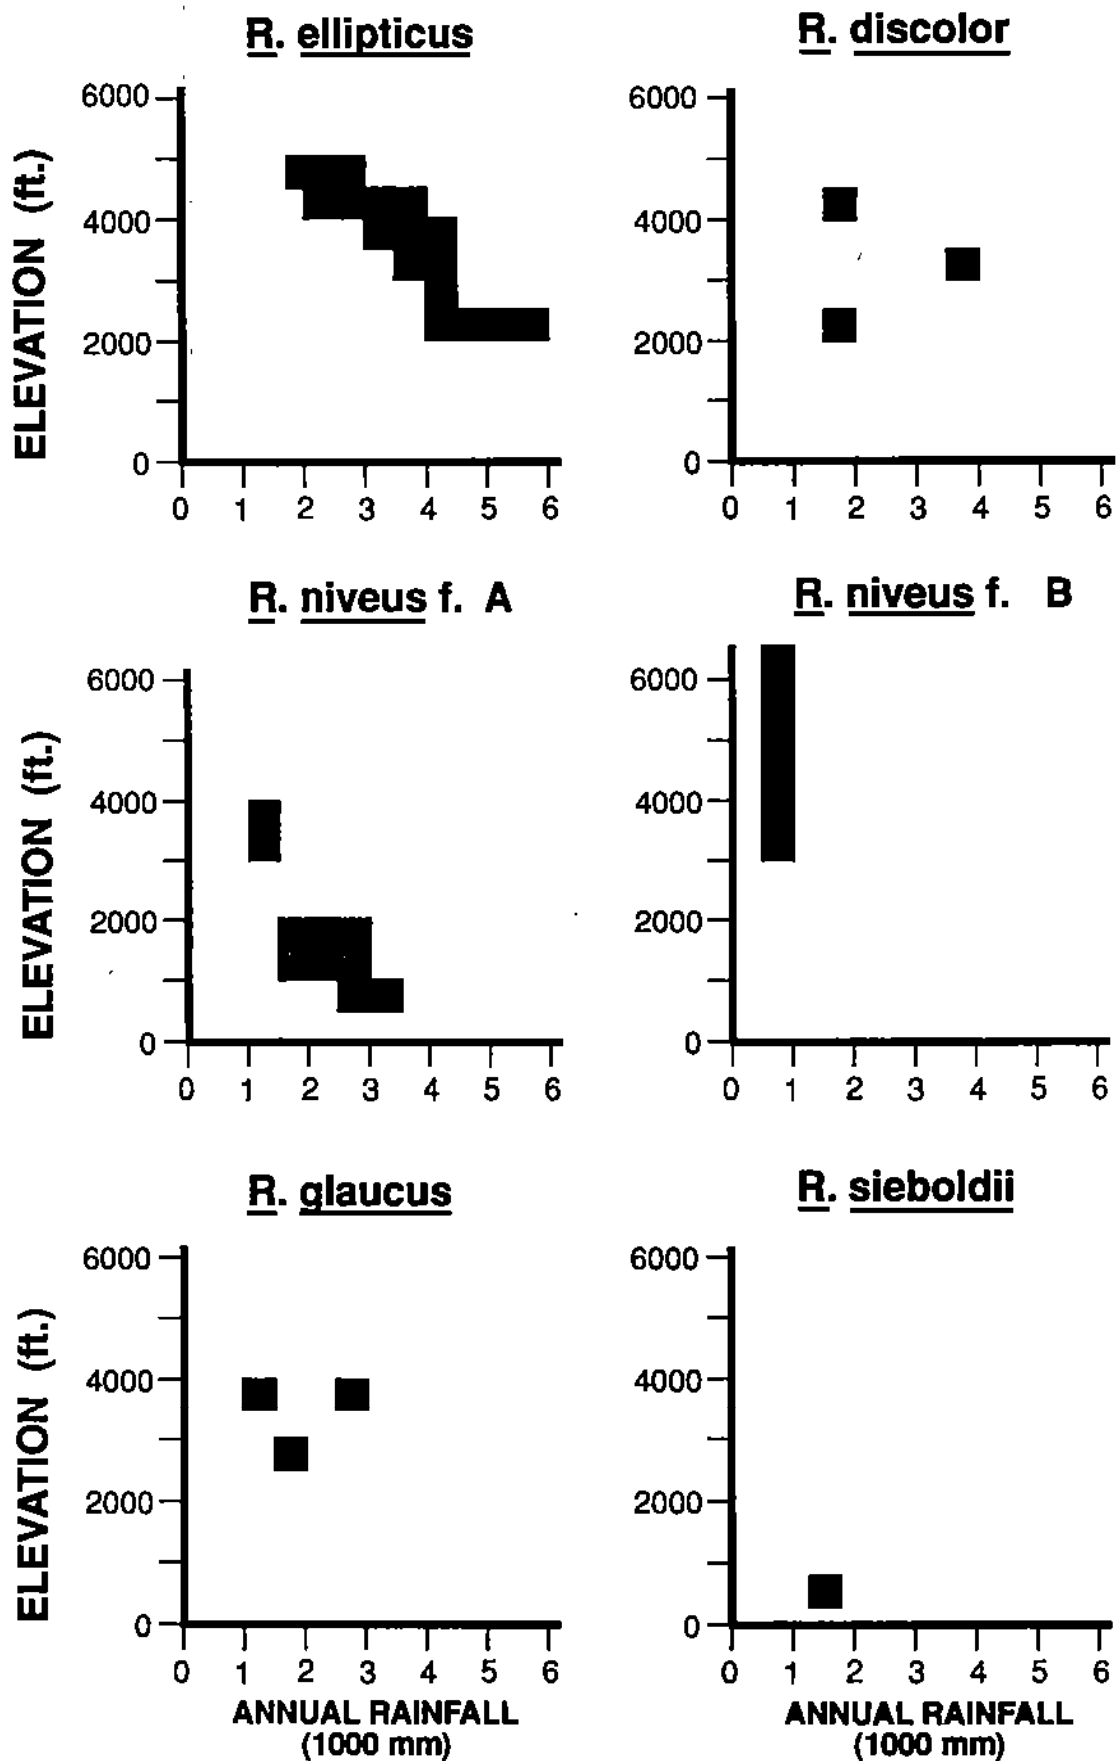 R. ellipticus
R. discolor
ELEVATION (ft.)
6000
4000
2000
0
0 1 2 3 4 5 6
6000
4000
2000
0
0 1 2 3 4 5 6
R. niveus f. A
R. niveus f. B
ELEVATION (ft.)
6000
4000
2000
0
0 1 2 3 4 5 6
6000
4000
2000
0
0 1 2 3 4 5 6
R. glaucus
R. sieboldii
ELEVATION (ft.)
6000
4000
2000
0
0 1 2 3 4 5 6
ANNUAL RAINFALL
(1000 mm)
6000
4000
2000
0
0 1 2 3 4 5 6
ANNUAL RAINFALL
(1000 mm)